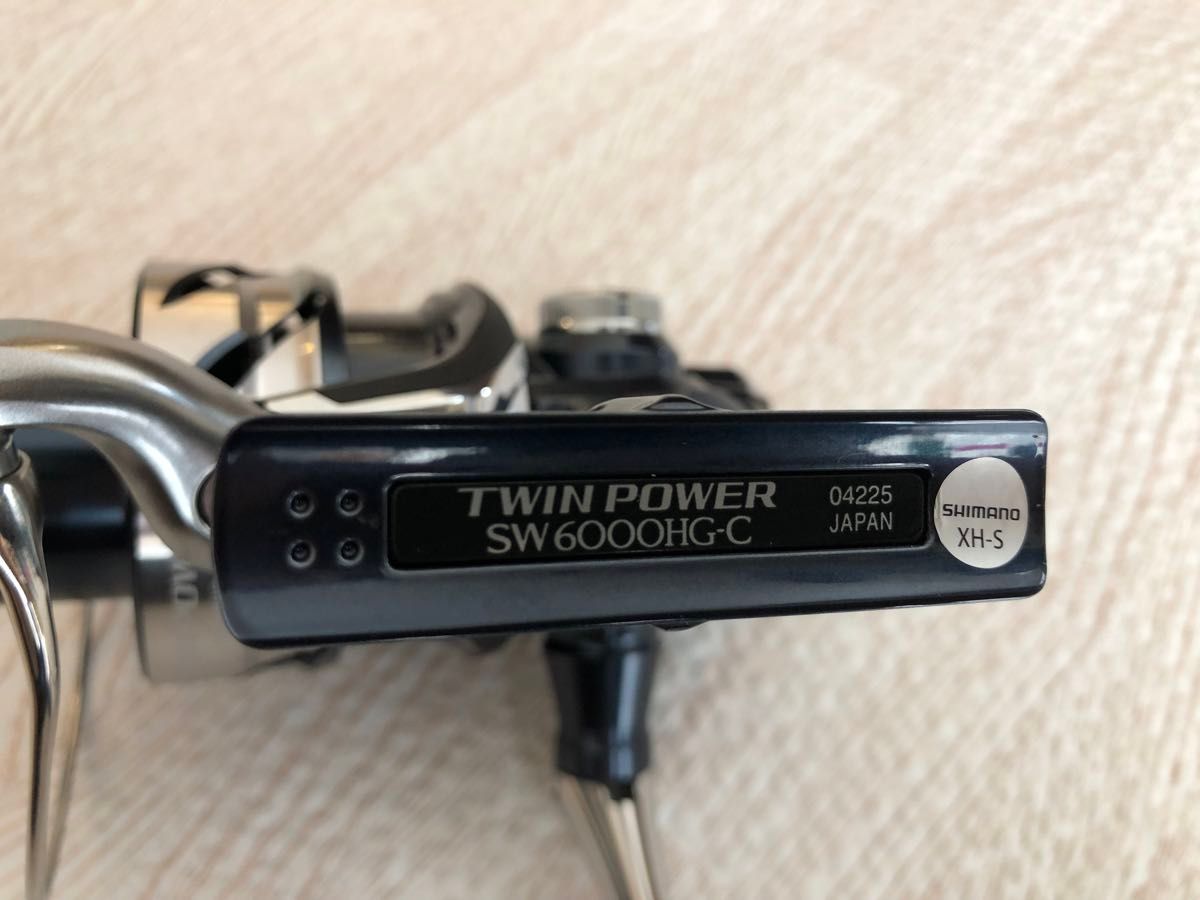 TWIN POWER
SW6000HG-C
04225
JAPAN
SHIMANO
XH-S